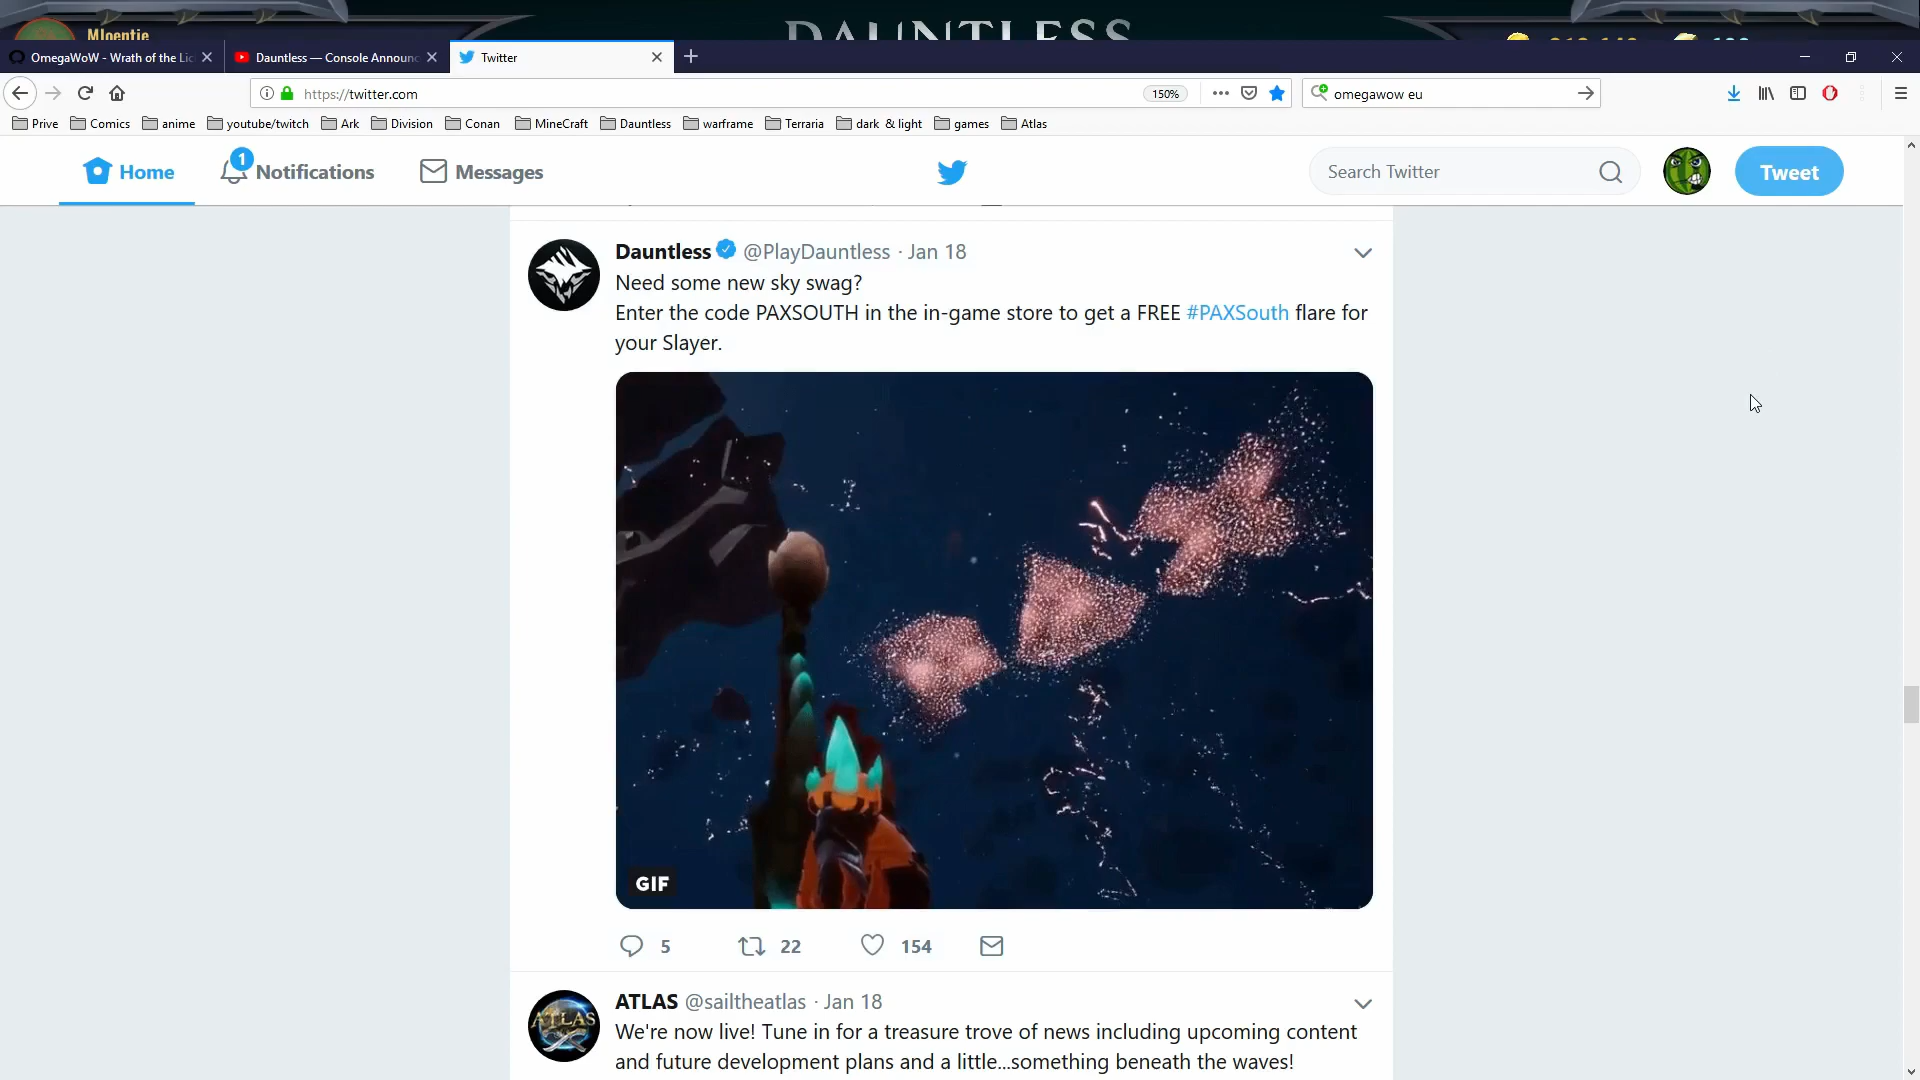 Mloentie
DAUNTLESS
OmegaWoW - Wrath of the Lic
Dauntless — Console Announc
Twitter
https://twitter.com
150%
omegawow eu
Prive
Comics
anime
youtube/twitch
Ark
Division
Conan
MineCraft
Dauntless
warframe
Terraria
dark & light
games
Atlas
Home
1
Notifications
Messages
Search Twitter
Tweet
Dauntless @PlayDauntless · Jan 18
Need some new sky swag?
Enter the code PAXSOUTH in the in-game store to get a FREE #PAXSouth flare for
your Slayer.
PAX
GIF
5
22
154
ATLAS
ATLAS @sailtheatlas · Jan 18
We're now live! Tune in for a treasure trove of news including upcoming content
and future development plans and a little...something beneath the waves!